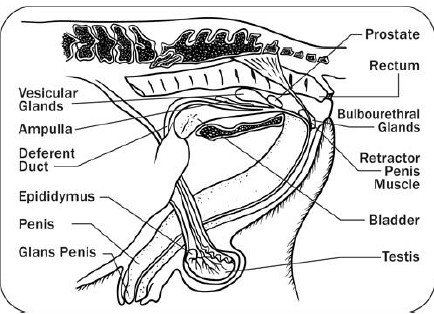 Prostate
Rectum
Vesicular
Glands
Bulbourethral
Glands
Ampulla
Deferent
Duct
Retractor
Penis
Muscle
Epididymus
Bladder
Penis
Glans Penis
Testis